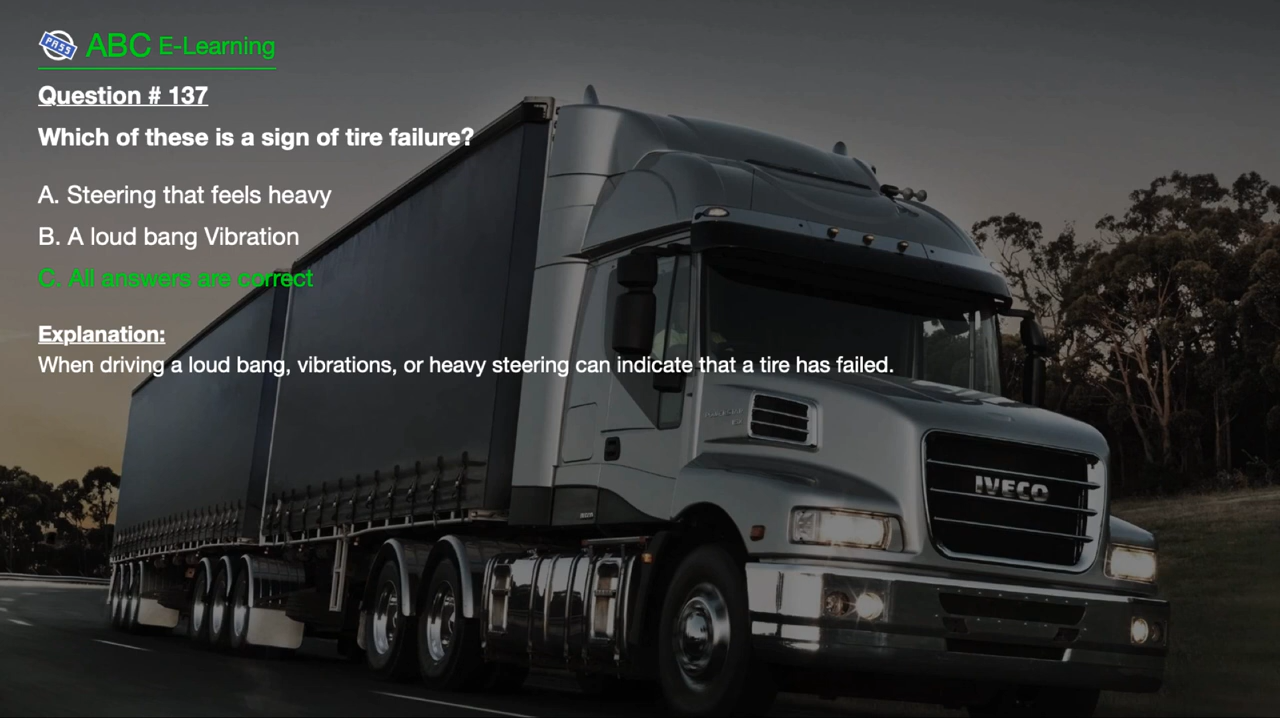 PASS
ABC E-Learning
Question # 137
Which of these is a sign of tire failure?
A. Steering that feels heavy
B. A loud bang Vibration
C. All answers are correct
Explanation:
When driving a loud bang, vibrations, or heavy steering can indicate that a tire has failed.
IVECO